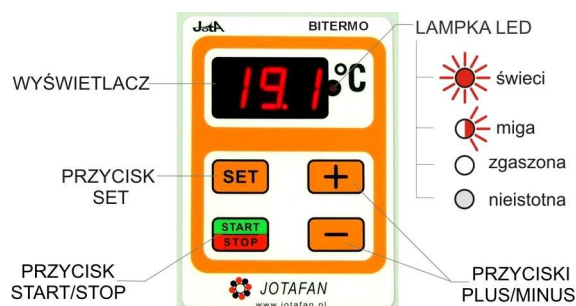 JotA
BITERMO
LAMPKA LED
WYŚWIETLACZ
19.1
°C
świeci
miga
zgaszona
nieistotna
PRZYCISK
SET
SET
+
START
STOP
−
PRZYCISK
START/STOP
PRZYCISKI
PLUS/MINUS
JOTAFAN
www.jotafan.pl